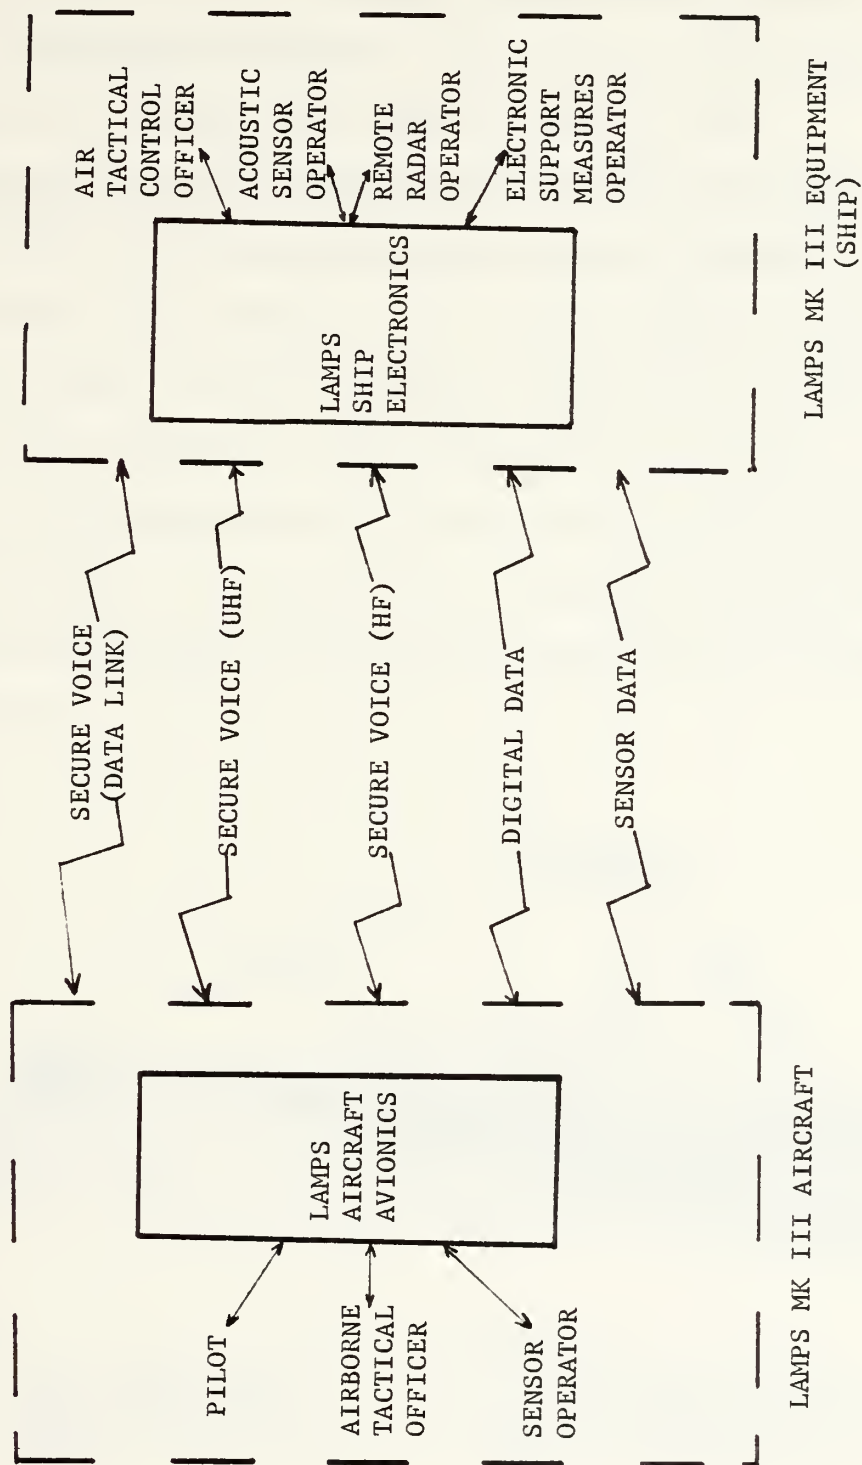 PILOT
AIRBORNE
TACTICAL
OFFICER
SENSOR
OPERATOR
LAMPS
AIRCRAFT
AVIONICS
LAMPS MK III AIRCRAFT
SECURE VOICE
(DATA LINK)
SECURE VOICE (UHF)
SECURE VOICE (HF)
DIGITAL DATA
SENSOR DATA
LAMPS
SHIP
ELECTRONICS
AIR
TACTICAL
CONTROL
OFFICER
ACOUSTIC
SENSOR
OPERATOR
REMOTE
RADAR
OPERATOR
ELECTRONIC
SUPPORT
MEASURES
OPERATOR
LAMPS MK III EQUIPMENT
(SHIP)